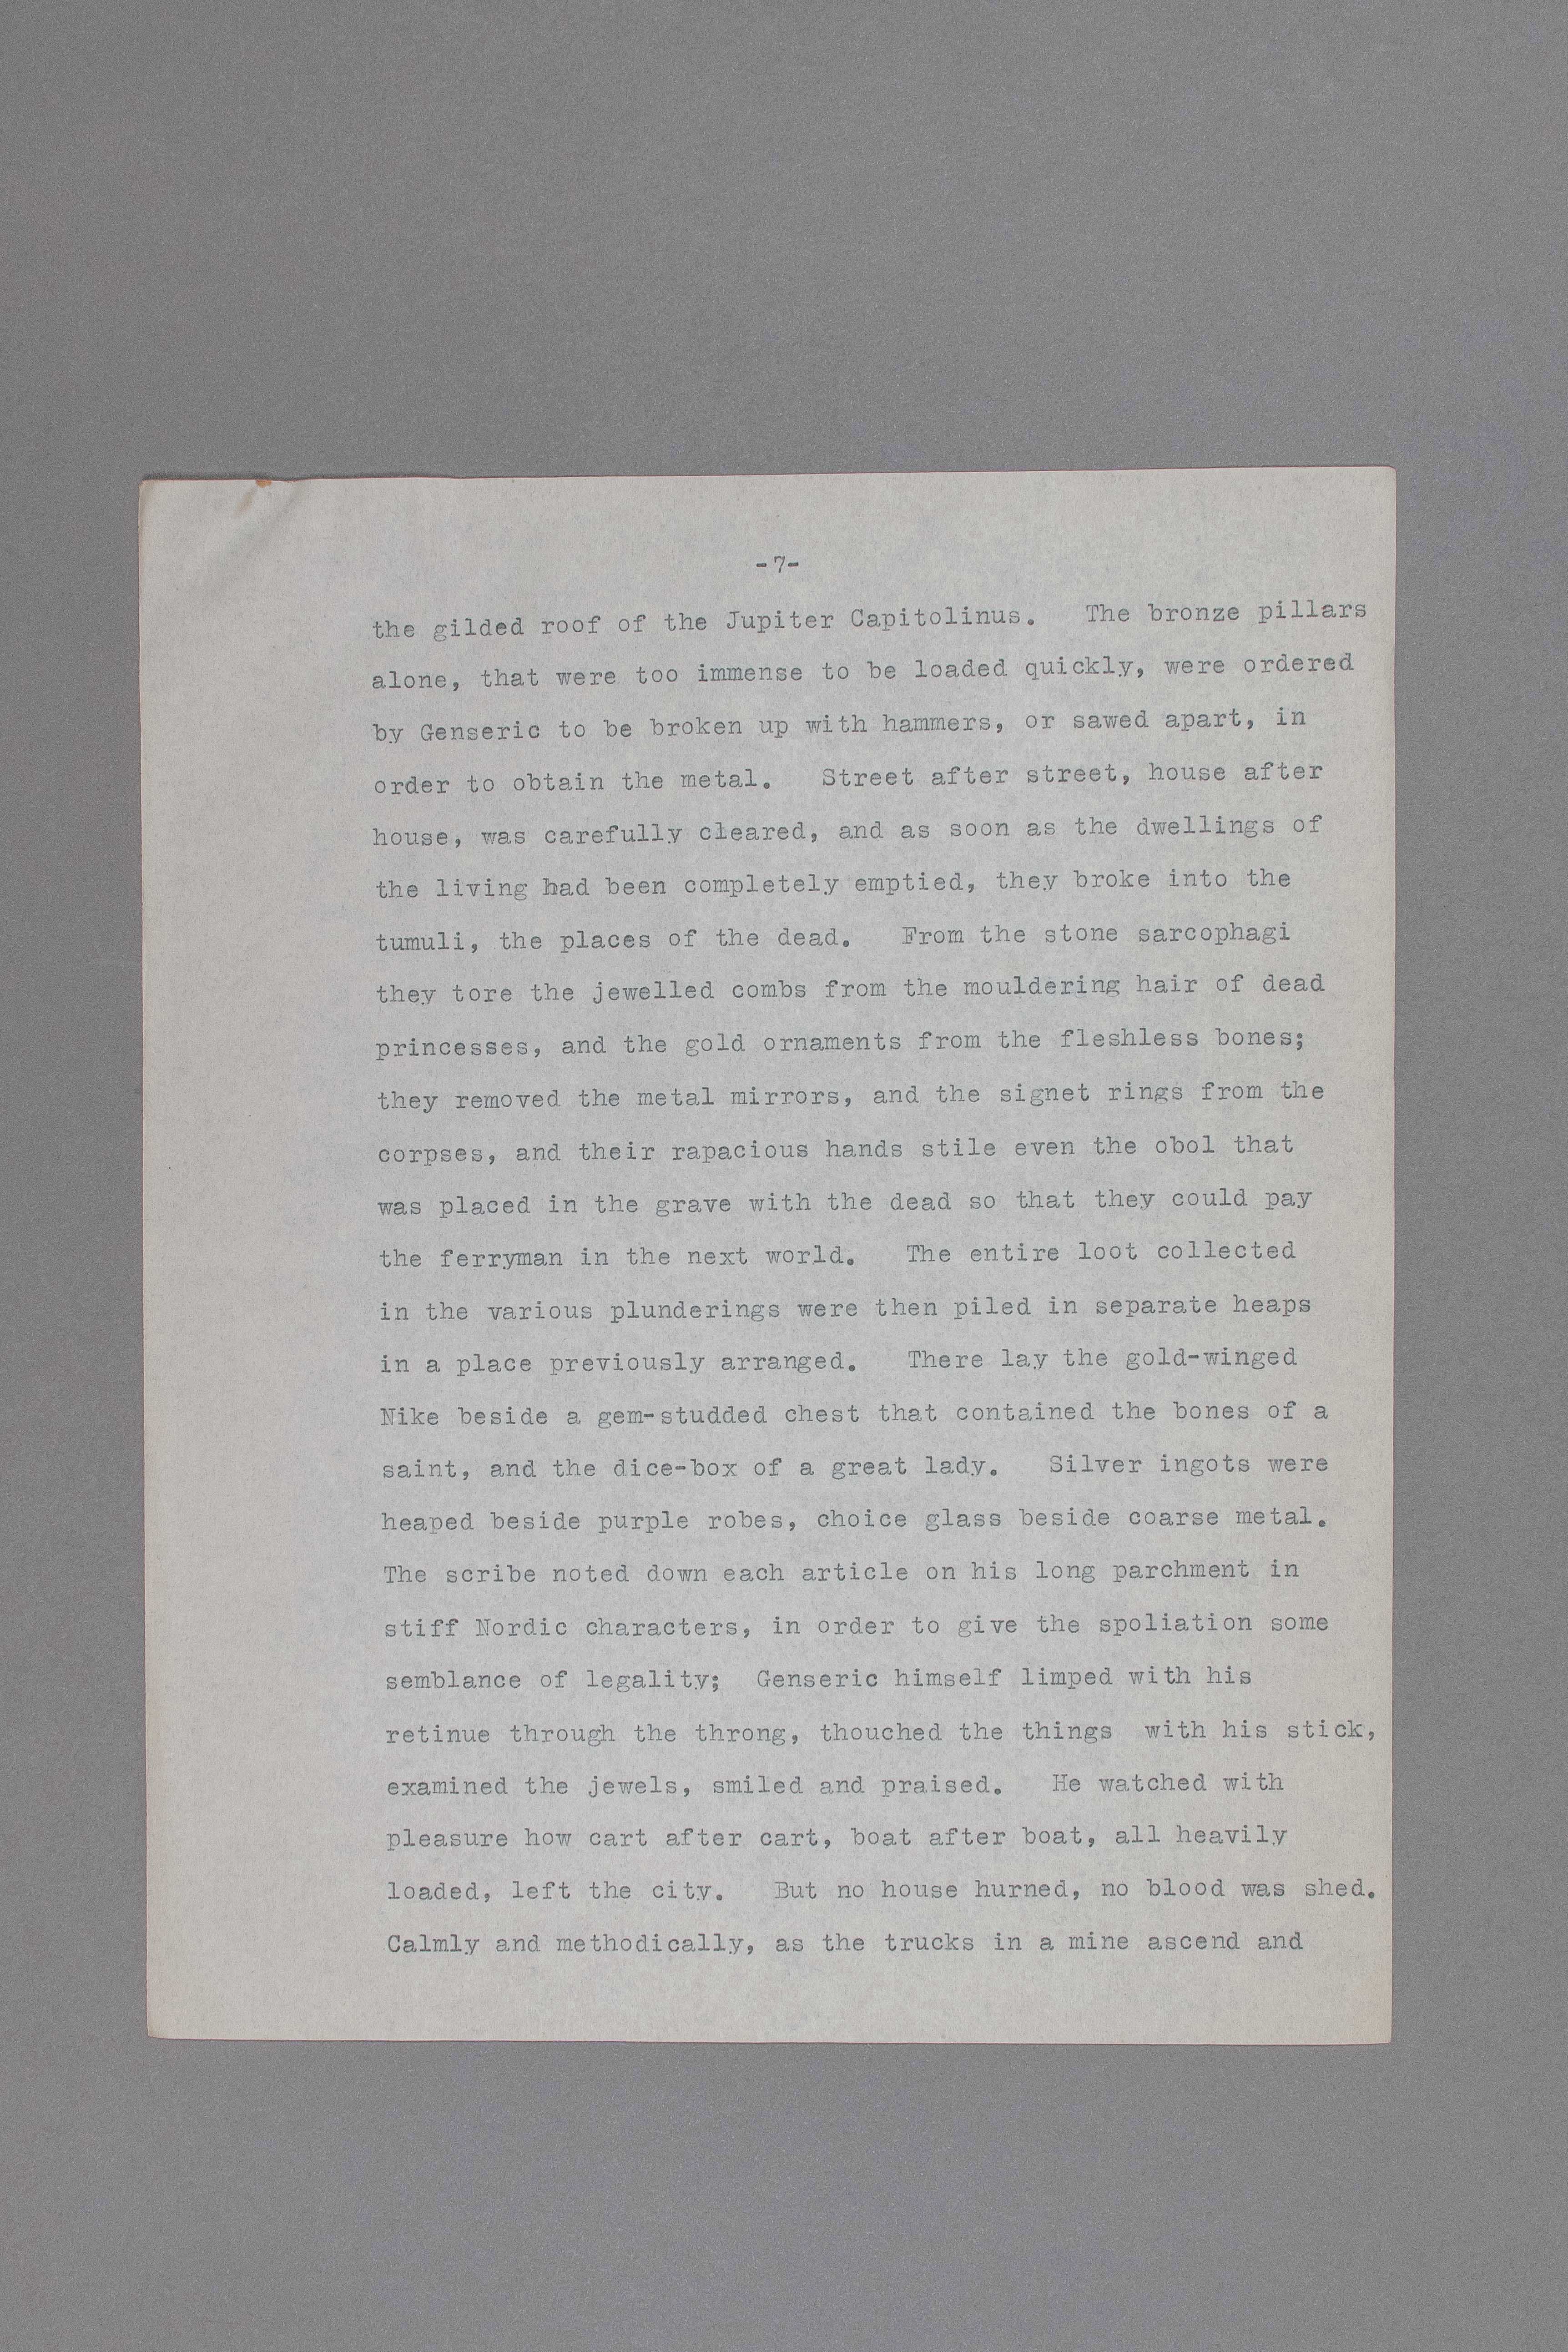 -7-
the gilded roof of the Jupiter Capitolinus. The bronze pillars
alone, that were too immense to be loaded quickly, were ordered
by Genseric to be broken up with hammers, or sawed apart, in
order to obtain the metal. Street after street, house after
house, was carefully cleared, and as soon as the dwellings of
the living had been completely emptied, they broke into the
tumuli, the places of the dead. From the stone sarcophagi
they tore the jewelled combs from the mouldering hair of dead
princesses, and the gold ornaments from the fleshless bones;
they removed the metal mirrors, and the signet rings from the
corpses, and their rapacious hands stile even the obol that
was placed in the grave with the dead so that they could pay
the ferryman in the next world. The entire loot collected
in the various plunderings were then piled in separate heaps
in a place previously arranged. There lay the gold-winged
Nike beside a gem-studded chest that contained the bones of a
saint, and the dice-box of a great lady. Silver ingots were
heaped beside purple robes, choice glass beside coarse metal.
The scribe noted down each article on his long parchment in
stiff Nordic characters, in order to give the spoliation some
semblance of legality; Genseric himself limped with his
retinue through the throng, thouched the things with his stick,
examined the jewels, smiled and praised. He watched with
pleasure how cart after cart, boat after boat, all heavily
loaded, left the city. But no house hurned, no blood was shed.
Calmly and methodically, as the trucks in a mine ascend and